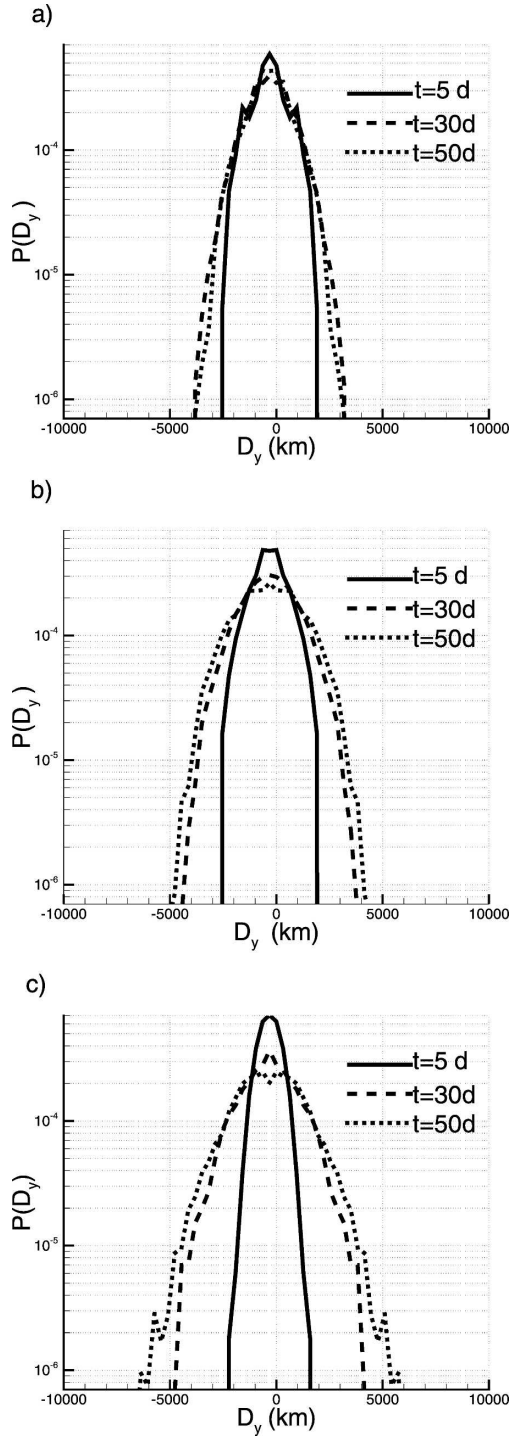 a)
t=5 d
t=30d
t=50d
10⁻⁴
10⁻⁵
10⁻⁶
P(D_y)
-10000 -5000 0 5000 10000
D_y (km)
b)
t=5 d
t=30d
t=50d
10⁻⁴
10⁻⁵
10⁻⁶
P(D_y)
-10000 -5000 0 5000 10000
D_y (km)
c)
t=5 d
t=30d
t=50d
10⁻⁴
10⁻⁵
10⁻⁶
P(D_y)
-10000 -5000 0 5000 10000
D_y (km)